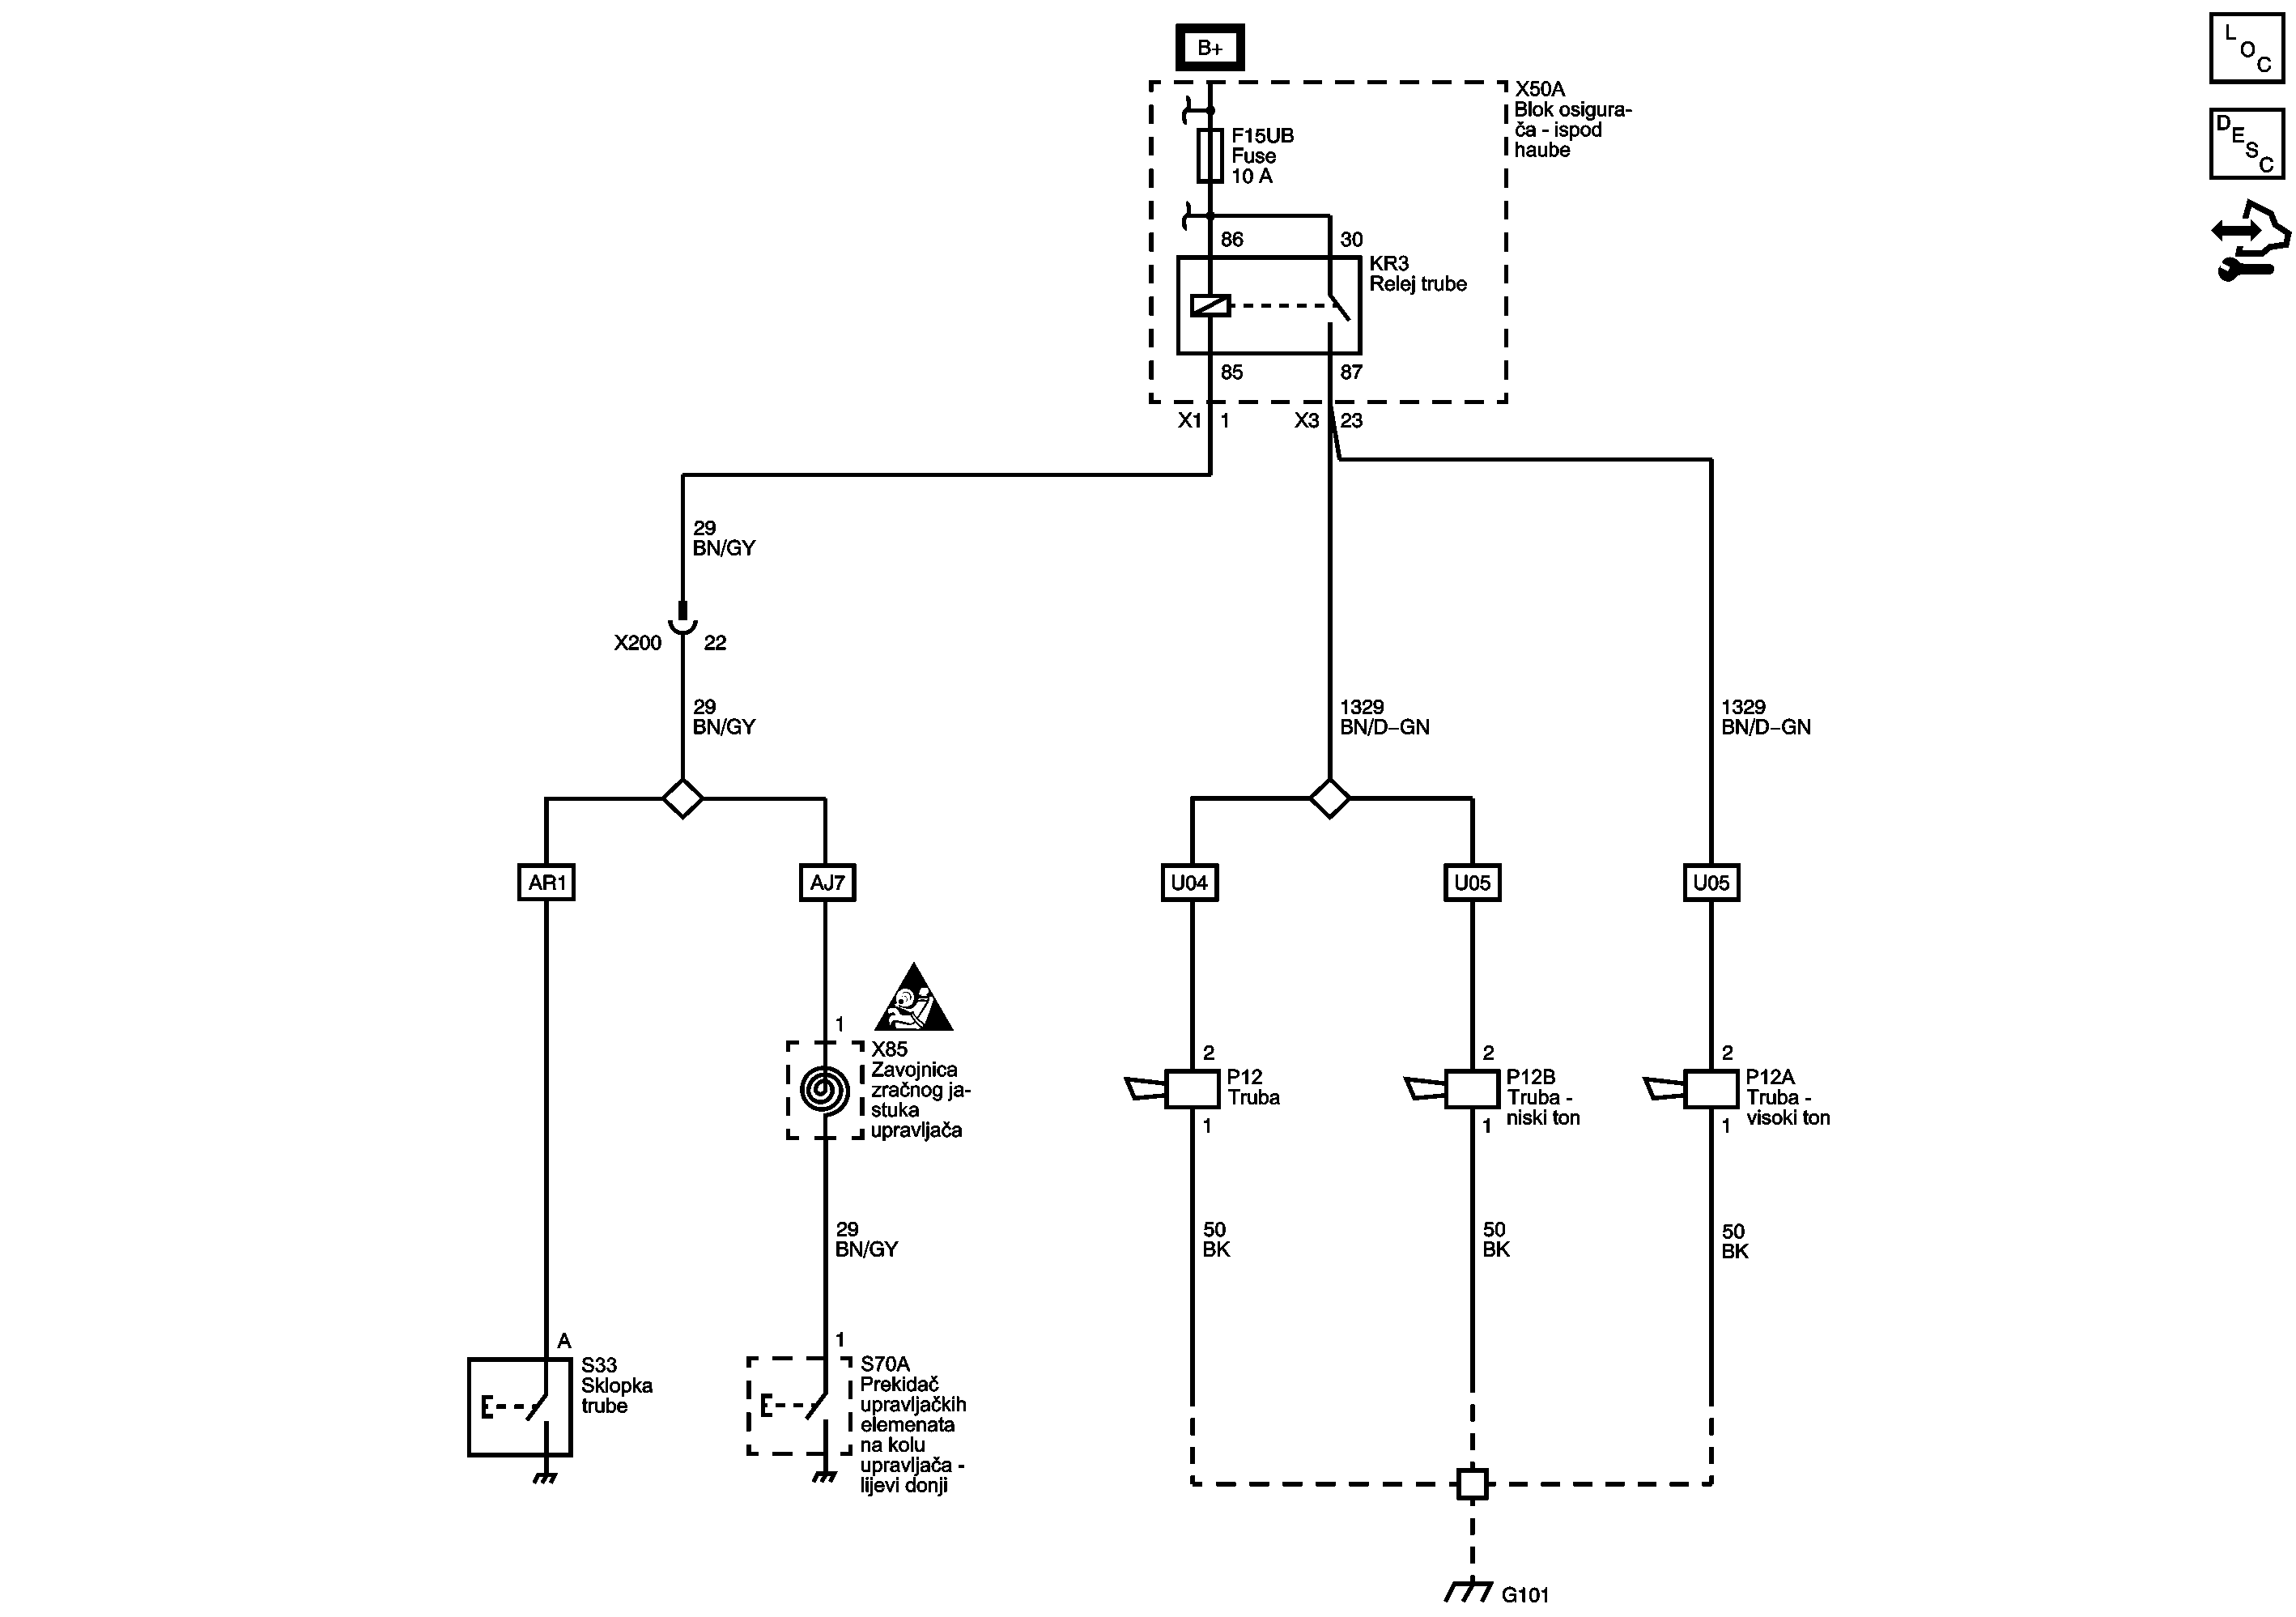 B+
L
O
C
X50A
Blok osigura-
ča - ispod
haube
D
E
S
C
F15UB
Fuse
10 A
86
30
KR3
Relej trube
85
87
X1
1
X3
23
29
BN/GY
X200
22
29
BN/GY
1329
BN/D–GN
1329
BN/D–GN
AR1
AJ7
U04
U05
U05
1
X85
Zavojnica
zračnog ja-
stuka
upravljača
2
P12
Truba
1
2
P12B
Truba -
niski ton
1
2
P12A
Truba -
visoki ton
1
29
BN/GY
50
BK
50
BK
50
BK
A
S33
Sklopka
trube
1
S70A
Prekidač
upravljačkih
elemenata
na kolu
upravljača -
lijevi donji
G101